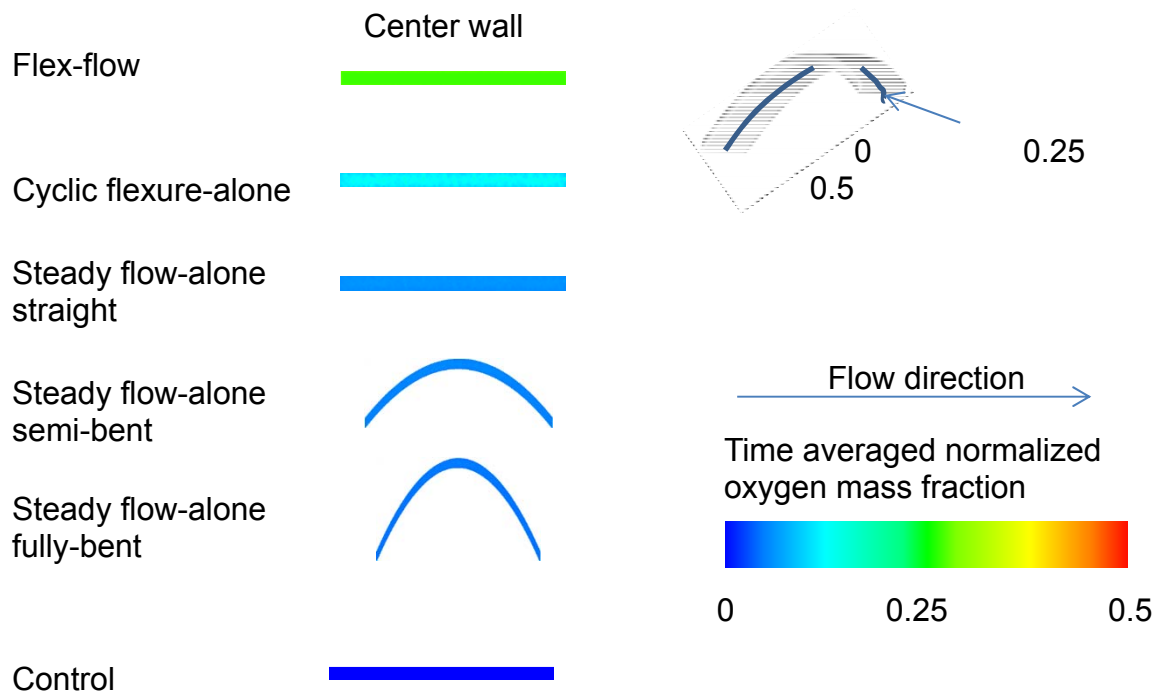 Center wall
Flex-flow
0 0.25
0.5
Cyclic flexure-alone
Steady flow-alone
straight
Steady flow-alone
semi-bent
Flow direction
Time averaged normalized
oxygen mass fraction
Steady flow-alone
fully-bent
0 0.25 0.5
Control